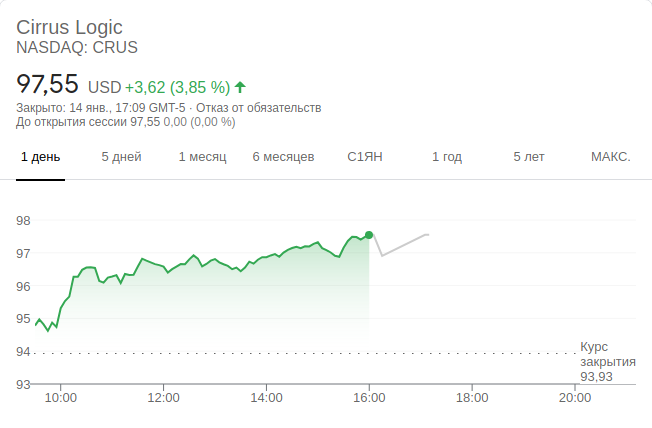 Cirrus Logic
NASDAQ: CRUS
97,55 USD +3,62 (3,85 %)
Закрыто: 14 янв., 17:09 GMT-5 · Отказ от обязательств
До открытия сессии 97,55 0,00 (0,00 %)
1 день 5 дней 1 месяц 6 месяцев С1ЯН 1 год 5 лет МАКС.
98
97
96
95
94
Курс
закрытия
93,93
93
10:00 12:00 14:00 16:00 18:00 20:00